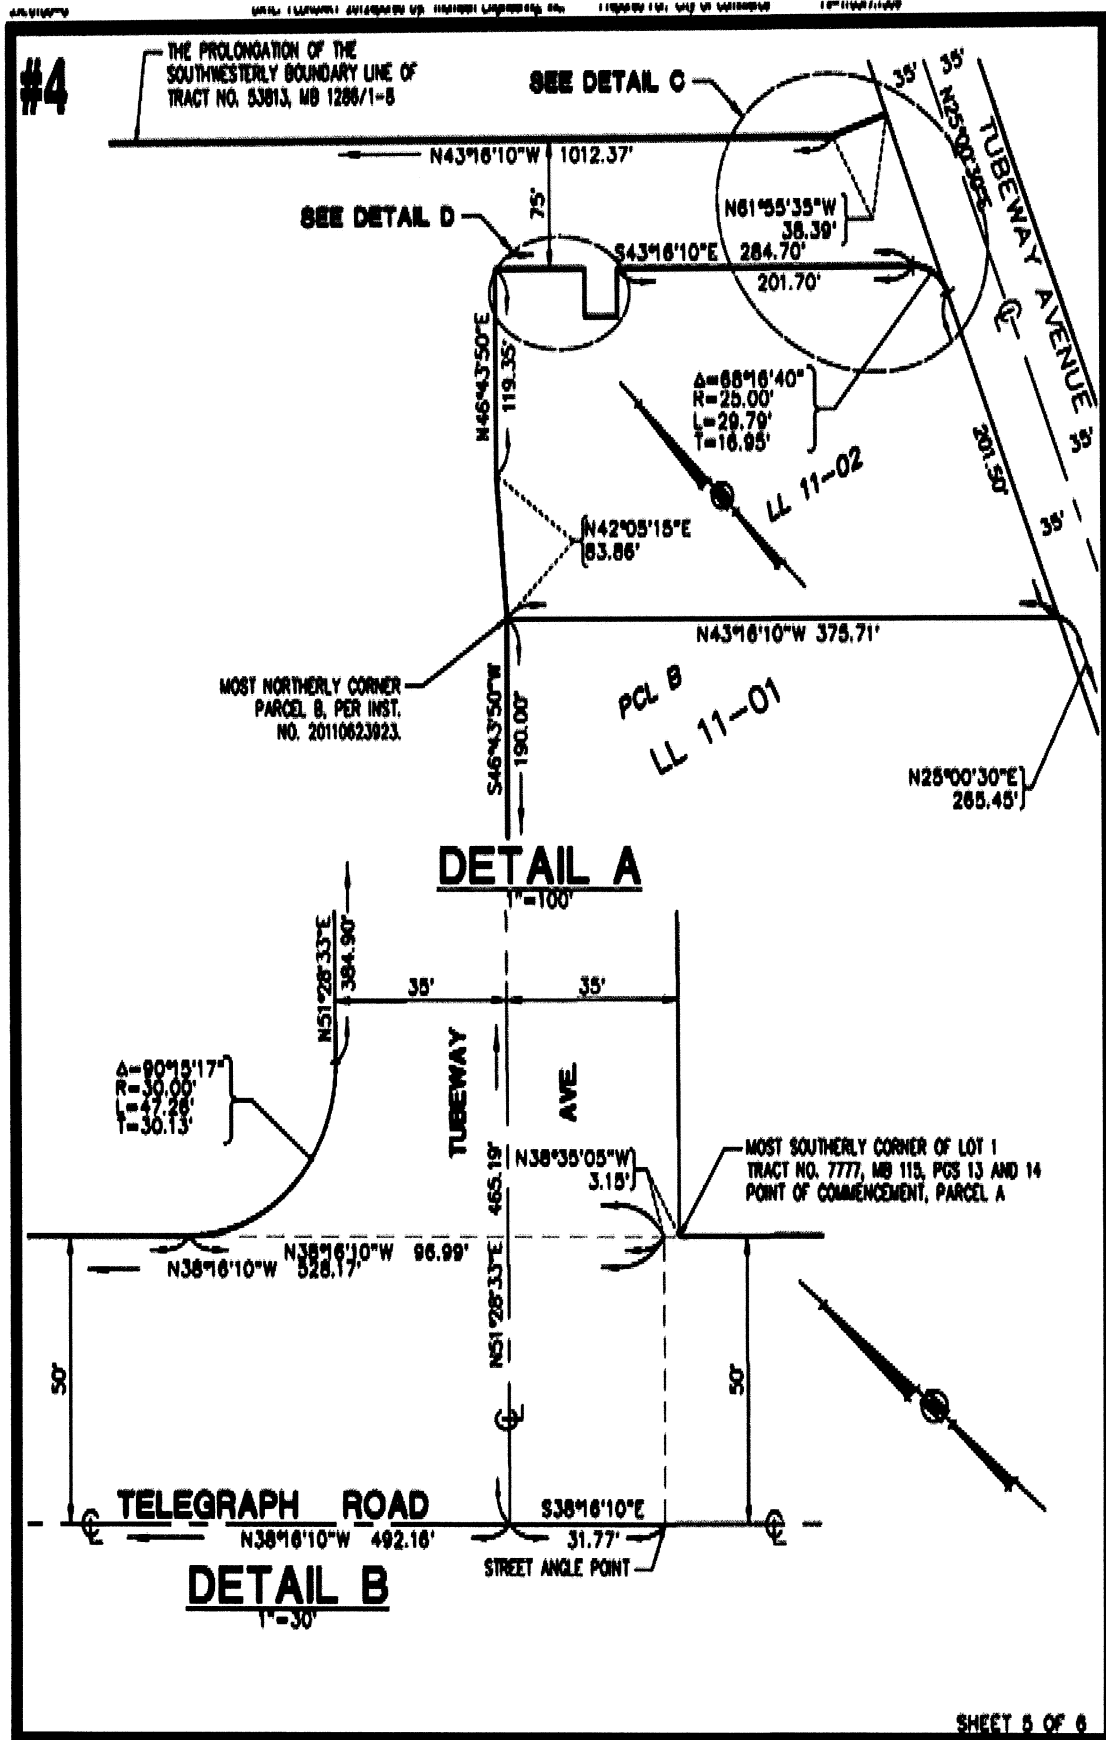 #4
THE PROLONGATION OF THE
SOUTHWESTERLY BOUNDARY LINE OF
TRACT NO. 53813, MB 1286/1-5
SEE DETAIL C
35'
35'
N25°00'30"E
TUBEWAY AVENUE
N43°16'10"W 1012.37'
75'
SEE DETAIL D
N61°55'35"W
38.39'
S43°16'10"E 284.70'
201.70'
N46°43'50"E
119.35'
Δ=68°16'40"
R=25.00'
L=29.79'
T=16.95'
LL 11-02
201.50'
35'
35'
N42°05'15"E
83.86'
N43°16'10"W 375.71'
MOST NORTHERLY CORNER
PARCEL B, PER INST.
NO. 20110623923.
S46°43'50"W
190.00'
PCL B
LL 11-01
N25°00'30"E
265.45'
DETAIL A
1"=100'
N51°28'33"E
384.90'
35'
35'
TUBEWAY
AVE.
Δ=90°15'17"
R=30.00'
L=47.26'
T=30.13'
N38°35'05"W
3.15'
MOST SOUTHERLY CORNER OF LOT 1
TRACT NO. 7777, MB 115, PGS 13 AND 14
POINT OF COMMENCEMENT, PARCEL A
N38°16'10"W 96.99'
N38°16'10"W 528.17'
N51°28'33"E 465.19'
50'
50'
TELEGRAPH ROAD
S38°16'10"E
N38°16'10"W 492.16'
31.77'
STREET ANGLE POINT
DETAIL B
1"=30'
SHEET 5 OF 6